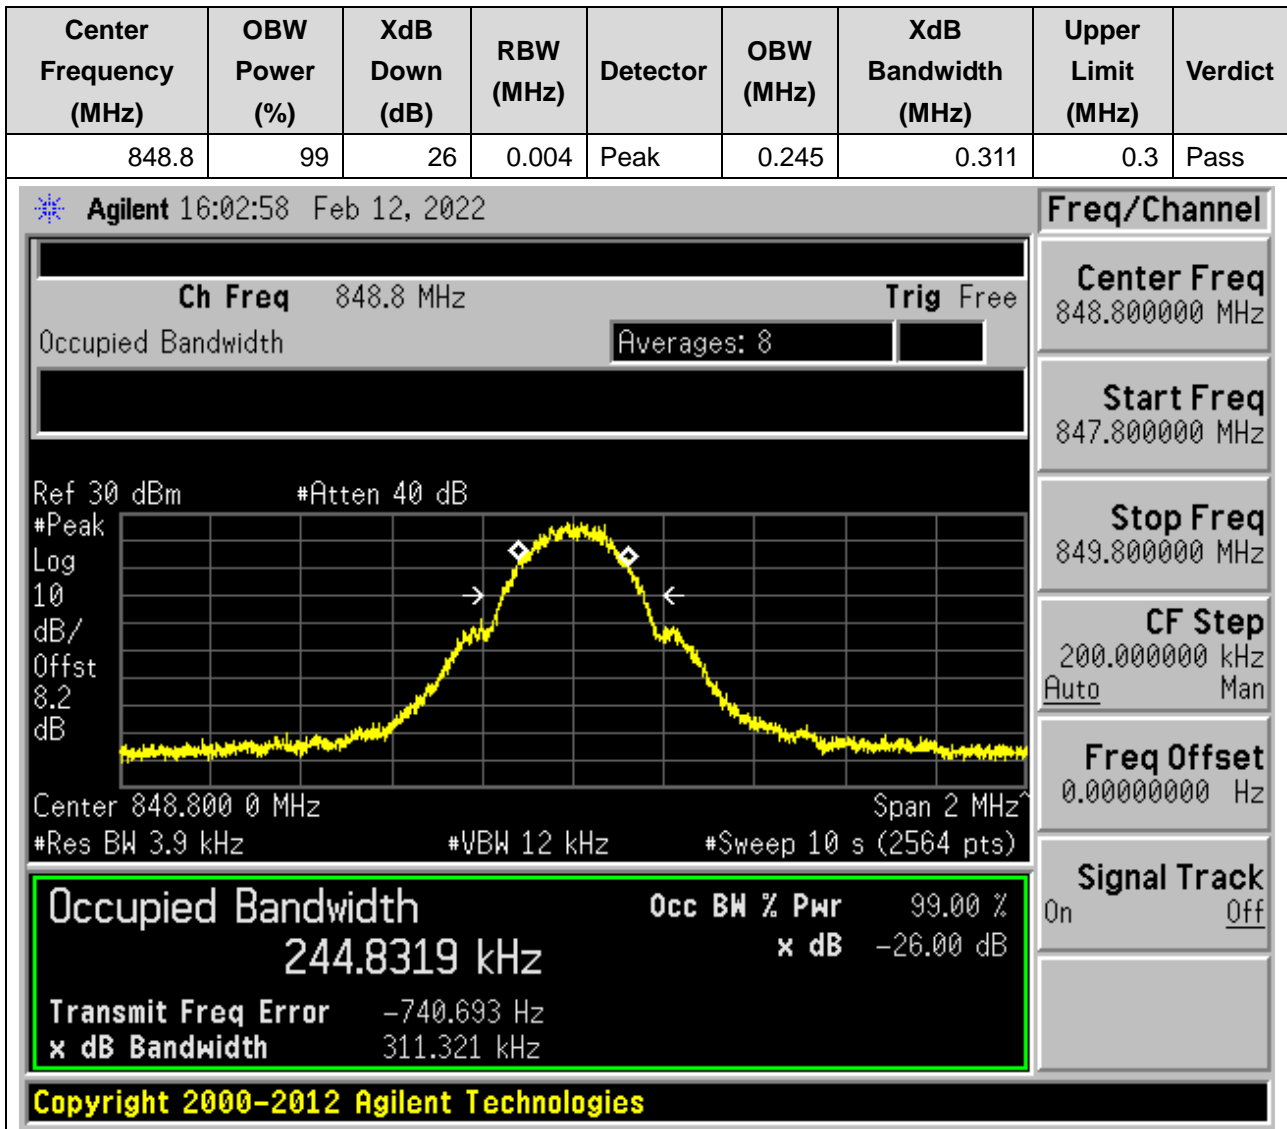 Center Frequency (MHz) OBW Power (%) XdB Down (dB) RBW (MHz) Detector OBW (MHz) XdB Bandwidth (MHz) Upper Limit (MHz) Verdict
848.8 99 26 0.004 Peak 0.245 0.311 0.3 Pass
Agilent 16:02:58 Feb 12, 2022
Freq/Channel
Ch Freq 848.8 MHz Trig Free
Occupied Bandwidth Averages: 8
Ref 30 dBm #Atten 40 dB
#Peak
Log
10
dB/
Offst
8.2
dB
Center 848.800 0 MHz Span 2 MHz^
#Res BW 3.9 kHz #VBW 12 kHz #Sweep 10 s (2564 pts)
Occupied Bandwidth Occ BW % Pwr 99.00 %
244.8319 kHz x dB -26.00 dB
Transmit Freq Error -740.693 Hz
x dB Bandwidth 311.321 kHz
Center Freq
848.800000 MHz
Start Freq
847.800000 MHz
Stop Freq
849.800000 MHz
CF Step
200.000000 kHz
Auto Man
Freq Offset
0.00000000 Hz
Signal Track
On Off
Copyright 2000-2012 Agilent Technologies